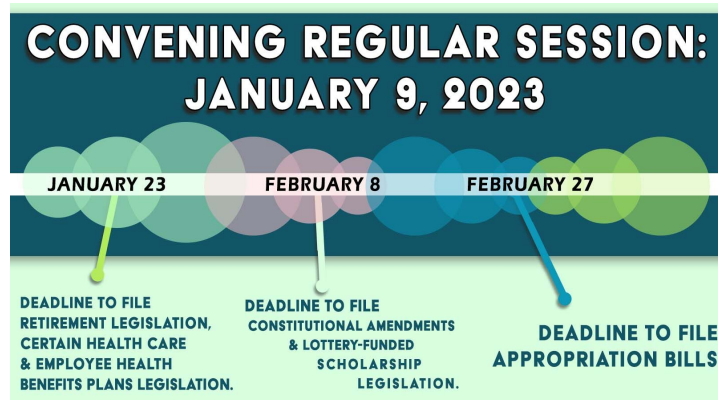 CONVENING REGULAR SESSION:
JANUARY 9, 2023
JANUARY 23
FEBRUARY 8
FEBRUARY 27
DEADLINE TO FILE
RETIREMENT LEGISLATION,
CERTAIN HEALTH CARE
& EMPLOYEE HEALTH
BENEFITS PLANS LEGISLATION.
DEADLINE TO FILE
CONSTITUTIONAL AMENDMENTS
& LOTTERY-FUNDED
SCHOLARSHIP
LEGISLATION.
DEADLINE TO FILE
APPROPRIATION BILLS